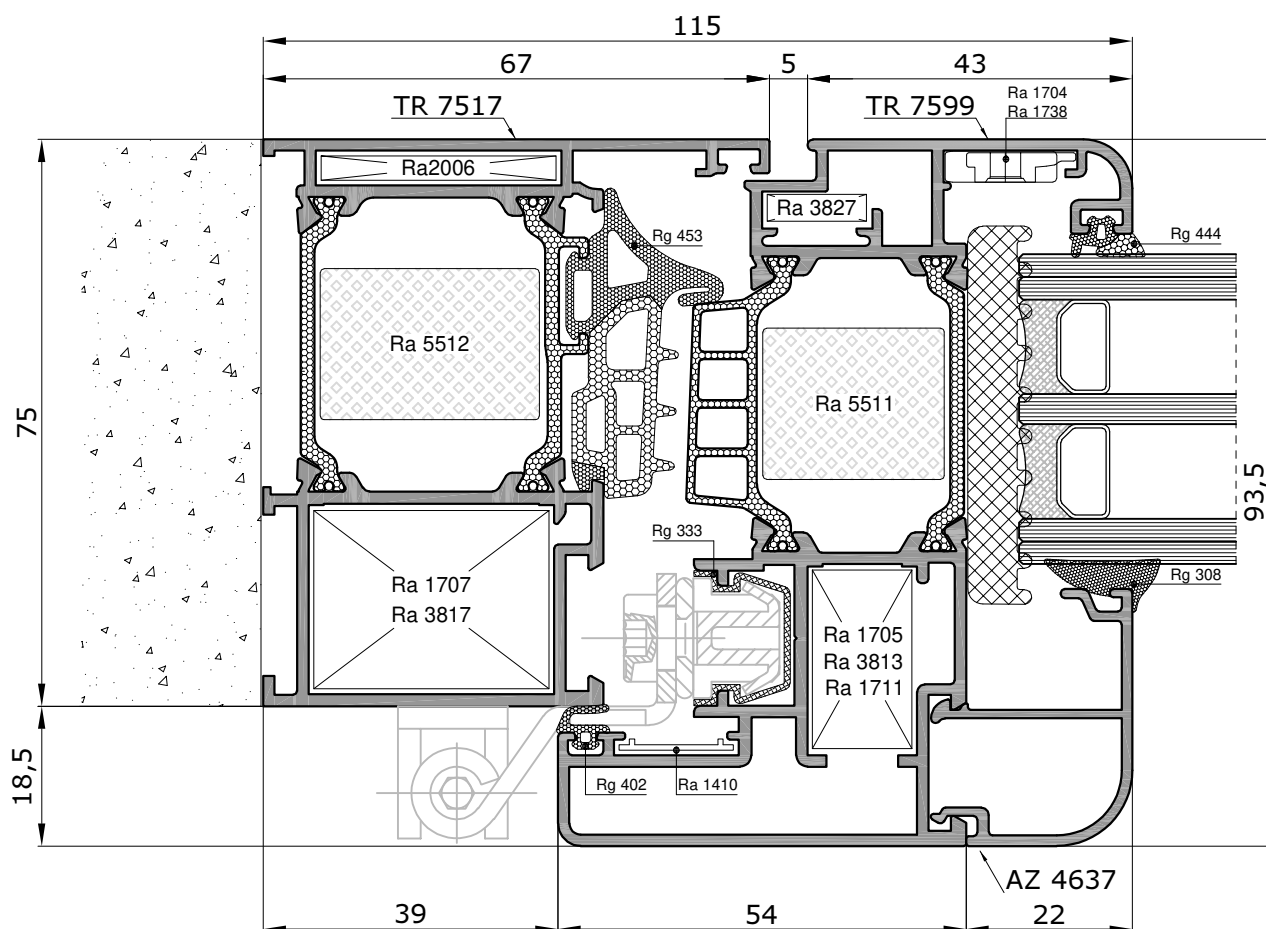 115
67
5
43
TR 7517
TR 7599
Ra 1704
Ra 1738
Ra2006
Ra 3827
Rg 453
Rg 444
Ra 5512
Ra 5511
75
93,5
Rg 333
Rg 308
Ra 1707
Ra 3817
Ra 1705
Ra 3813
Ra 1711
18,5
Rg 402
Ra 1410
AZ 4637
39
54
22